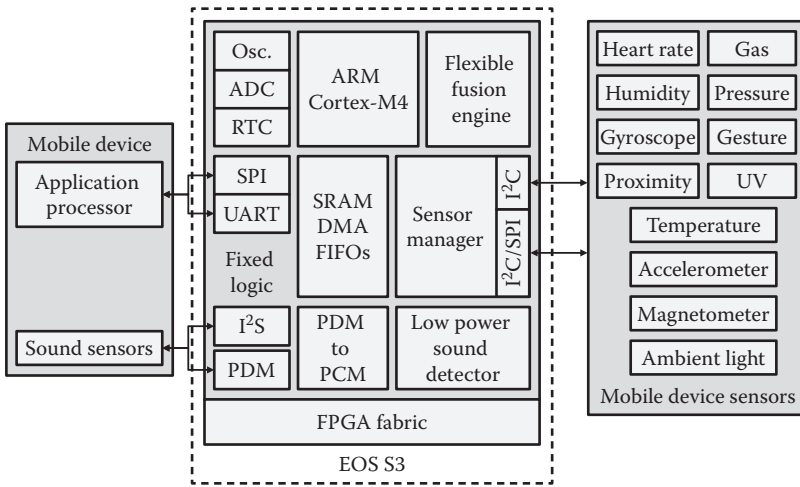 Mobile device
Application
processor
Sound sensors
Osc.
ADC
RTC
ARM
Cortex-M4
Flexible
fusion
engine
SPI
UART
Fixed
logic
SRAM
DMA
FIFOs
Sensor
manager
I²C
I²C/SPI
I²S
PDM
PDM
to
PCM
Low power
sound
detector
FPGA fabric
EOS S3
Heart rate
Gas
Humidity
Pressure
Gyroscope
Gesture
Proximity
UV
Temperature
Accelerometer
Magnetometer
Ambient light
Mobile device sensors